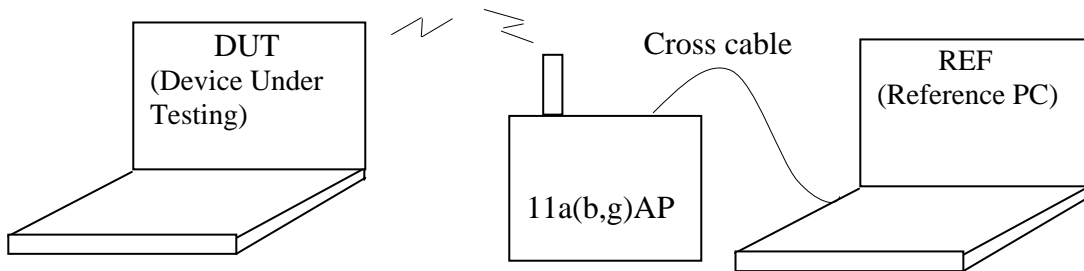 DUT
(Device Under
Testing)
Cross cable
REF
(Reference PC)
11a(b,g)AP